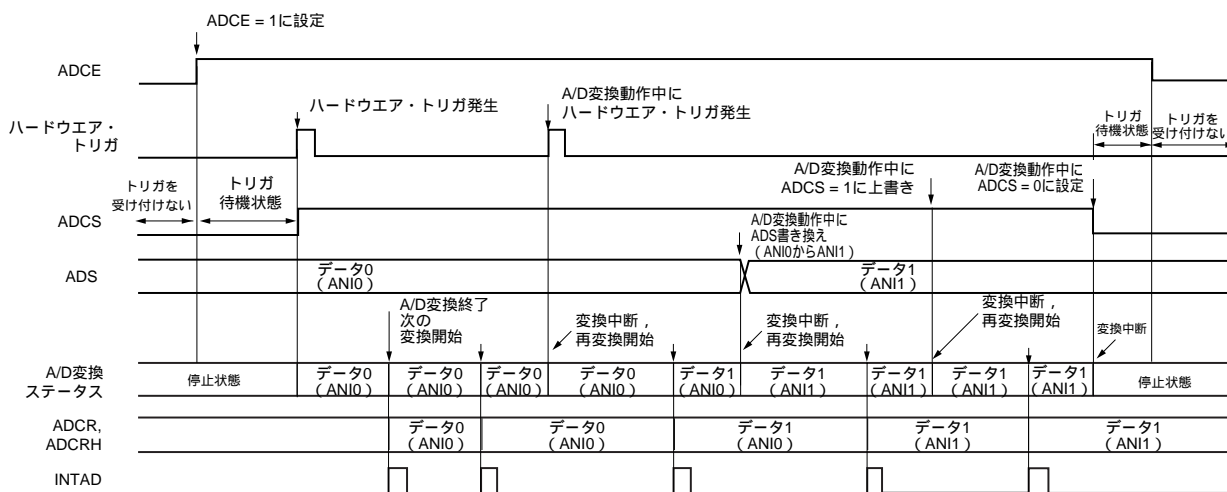 ADCE = 1に設定
ADCE
ハードウエア・トリガ発生
A/D変換動作中に
ハードウエア・トリガ発生
ハードウエア・
トリガ
トリガ
待機状態
トリガを
受け付けない
トリガを
受け付けない
トリガ
待機状態
A/D変換動作中に
ADCS = 1に上書き
A/D変換動作中に
ADCS = 0に設定
ADCS
A/D変換動作中に
ADS書き換え
（ANI0からANI1）
ADS
データ0
（ANI0）
データ1
（ANI1）
A/D変換終了
次の
変換開始
変換中断，
再変換開始
変換中断，
再変換開始
変換中断，
再変換開始
変換中断
A/D変換
ステータス
停止状態
データ0
（ANI0）
データ0
（ANI0）
データ0
（ANI0）
データ0
（ANI0）
データ1
（ANI0）
データ1
（ANI1）
データ1
（ANI1）
データ1
（ANI1）
データ1
（ANI1）
停止状態
ADCR,
ADCRH
データ0
（ANI0）
データ0
（ANI0）
データ1
（ANI0）
データ1
（ANI1）
データ1
（ANI1）
INTAD